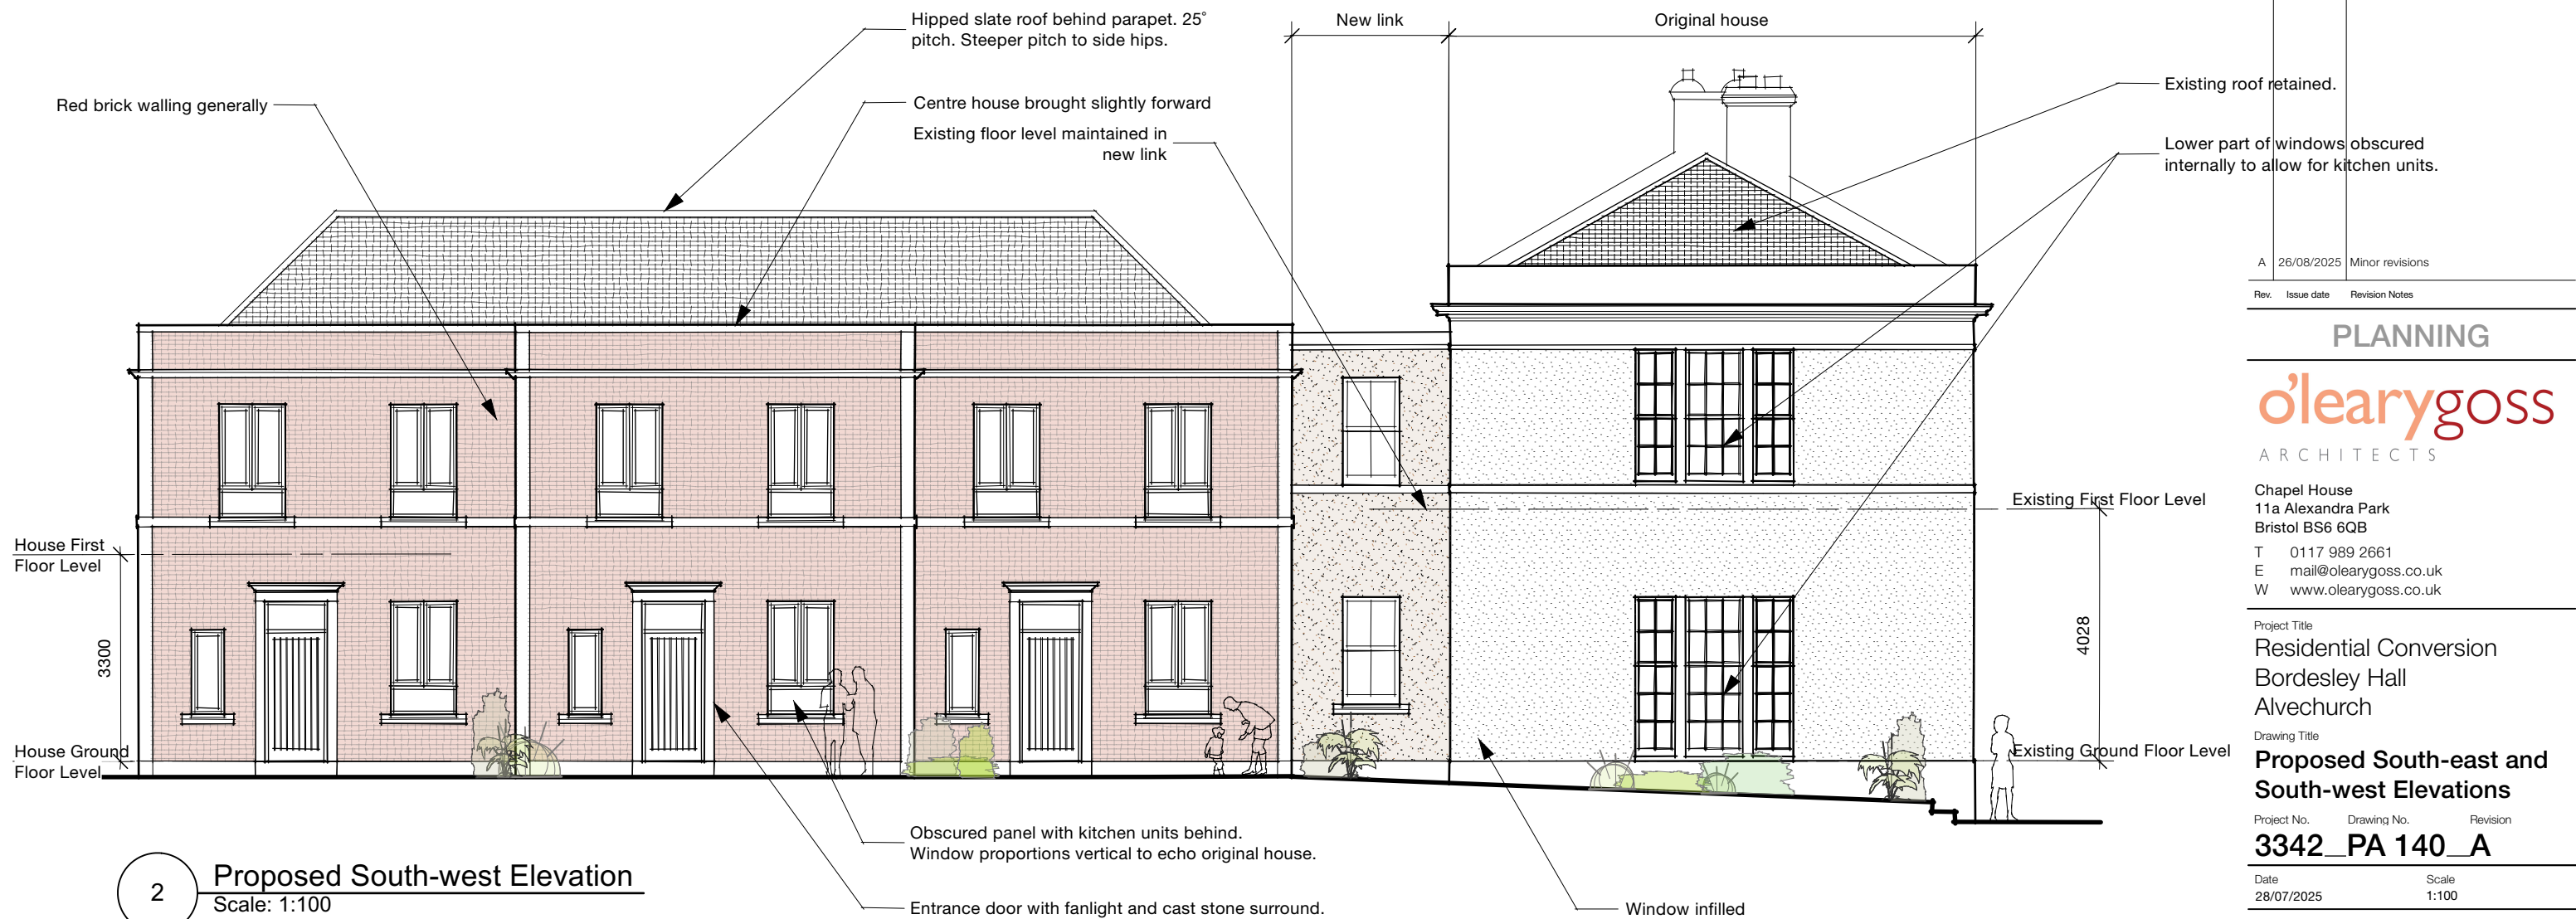 Hipped slate roof behind parapet. 25°
pitch. Steeper pitch to side hips.
New link
Original house
Red brick walling generally
Centre house brought slightly forward
Existing floor level maintained in
new link
Existing roof retained.
Lower part of windows obscured
internally to allow for kitchen units.
House First
Floor Level
3300
House Ground
Floor Level
Existing First Floor Level
4028
Existing Ground Floor Level
Obscured panel with kitchen units behind.
Window proportions vertical to echo original house.
Entrance door with fanlight and cast stone surround.
Window infilled
2
Proposed South-west Elevation
Scale: 1:100
A 26/08/2025 Minor revisions
Rev. Issue date Revision Notes
PLANNING
o'learygoss
ARCHITECTS
Chapel House
11a Alexandra Park
Bristol BS6 6QB
T 0117 989 2661
E mail@olearygoss.co.uk
W www.olearygoss.co.uk
Project Title
Residential Conversion
Bordesley Hall
Alvechurch
Drawing Title
Proposed South-east and
South-west Elevations
Project No. Drawing No. Revision
3342_PA 140_A
Date Scale
28/07/2025 1:100